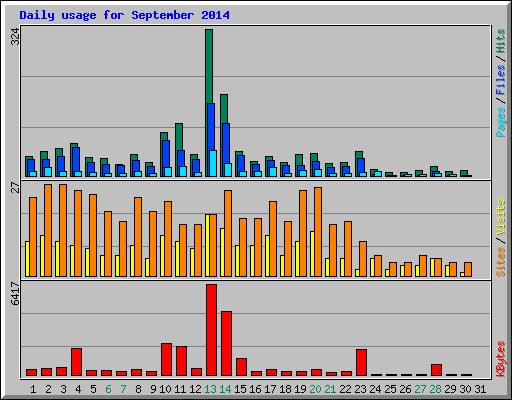 Daily usage for September 2014
324
Pages / Files / Hits
27
Sites / Visits
6417
KBytes
1 2 3 4 5 6 7 8 9 10 11 12 13 14 15 16 17 18 19 20 21 22 23 24 25 26 27 28 29 30 31